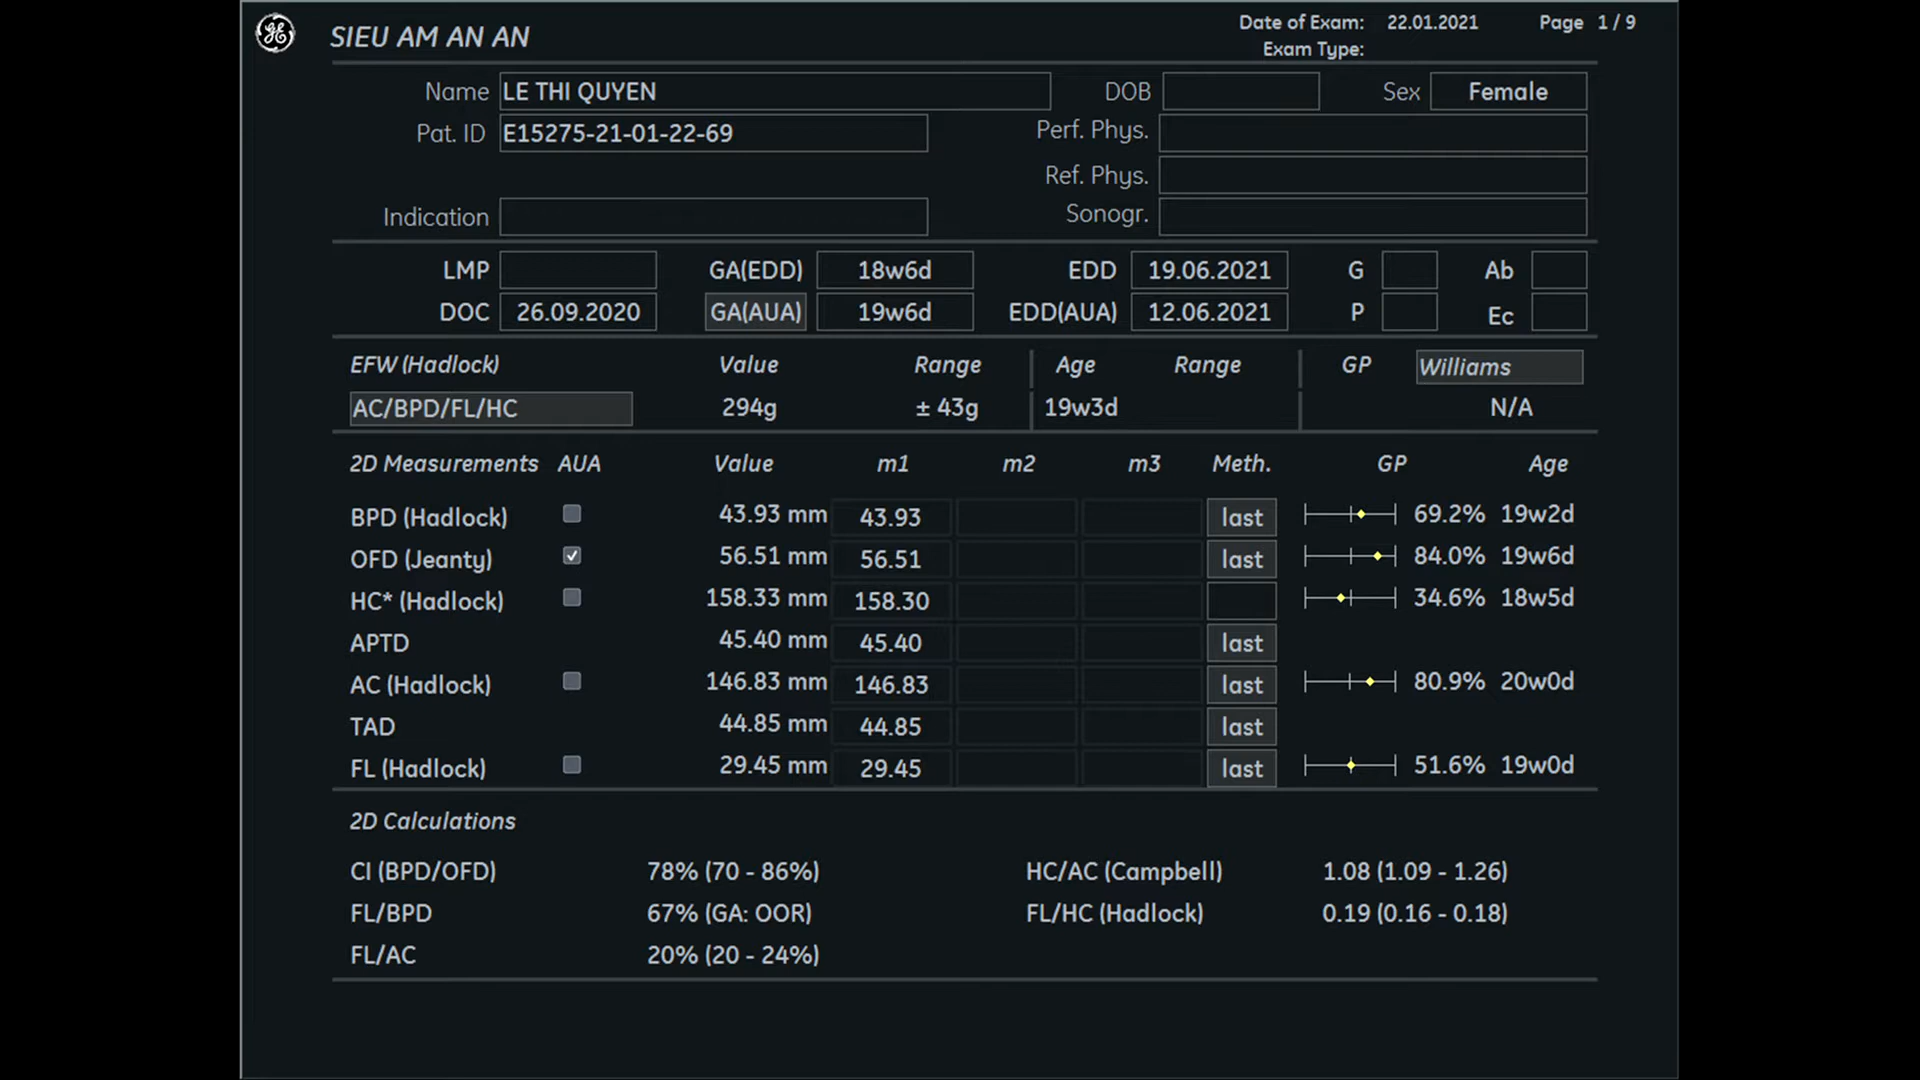 SIEU AM AN AN
Date of Exam: 22.01.2021 Page 1 / 9
Exam Type:
Name LE THI QUYEN DOB Sex Female
Pat. ID E15275-21-01-22-69 Perf. Phys.
Ref. Phys.
Indication Sonogr.
LMP GA(EDD) 18w6d EDD 19.06.2021 G Ab
DOC 26.09.2020 GA(AUA) 19w6d EDD(AUA) 12.06.2021 P Ec
EFW (Hadlock) Value Range Age Range GP Williams
AC/BPD/FL/HC 294g ± 43g 19w3d N/A
2D Measurements AUA Value m1 m2 m3 Meth. GP Age
BPD (Hadlock) 43.93 mm 43.93 last 69.2% 19w2d
OFD (Jeanty) 56.51 mm 56.51 last 84.0% 19w6d
HC* (Hadlock) 158.33 mm 158.30 34.6% 18w5d
APTD 45.40 mm 45.40 last
AC (Hadlock) 146.83 mm 146.83 last 80.9% 20w0d
TAD 44.85 mm 44.85 last
FL (Hadlock) 29.45 mm 29.45 last 51.6% 19w0d
2D Calculations
CI (BPD/OFD) 78% (70 - 86%) HC/AC (Campbell) 1.08 (1.09 - 1.26)
FL/BPD 67% (GA: OOR) FL/HC (Hadlock) 0.19 (0.16 - 0.18)
FL/AC 20% (20 - 24%)